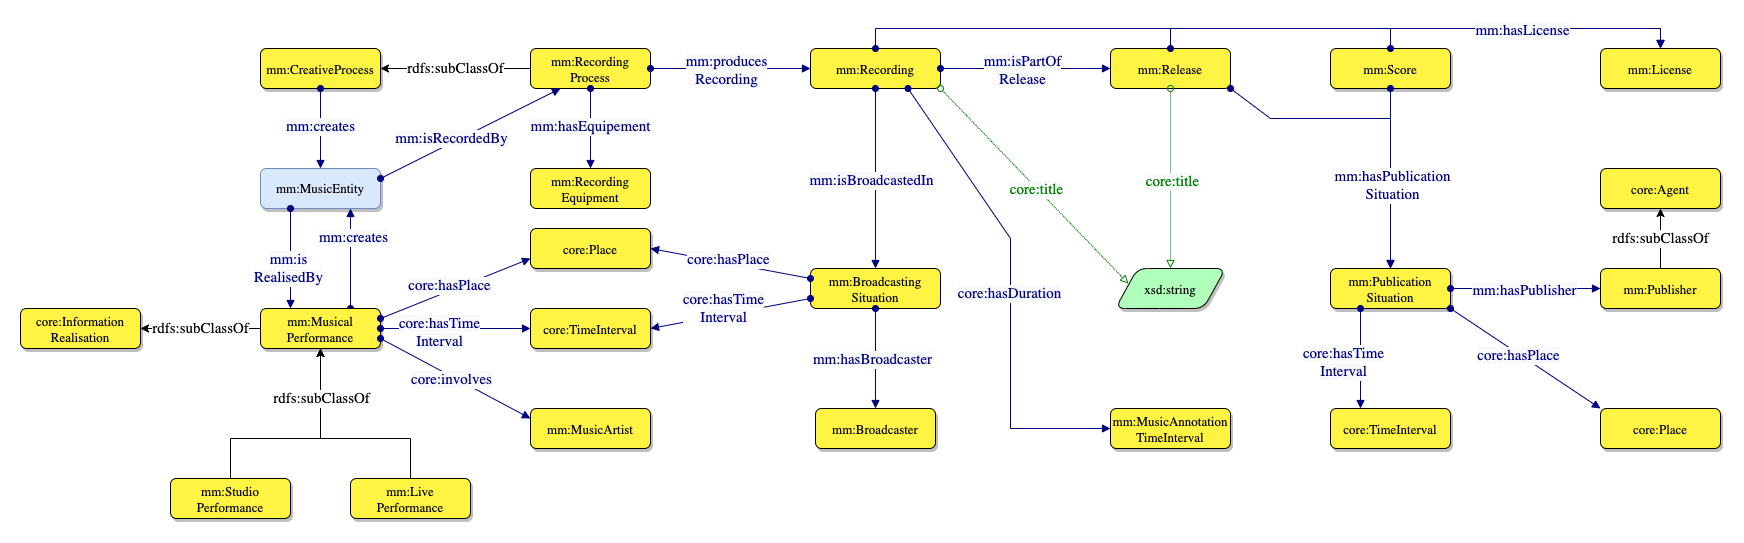 mm:hasLicense
mm:CreativeProcess
rdfs:subClassOf
mm:Recording
Process
mm:produces
Recording
mm:Recording
mm:isPartOf
Release
mm:Release
mm:Score
mm:License
mm:creates
mm:isRecordedBy
mm:hasEquipement
mm:MusicEntity
mm:Recording
Equipment
mm:isBroadcastedIn
core:title
core:title
mm:hasPublication
Situation
core:Agent
rdfs:subClassOf
mm:creates
mm:is
RealisedBy
core:Place
core:hasPlace
core:hasPlace
mm:Broadcasting
Situation
core:hasDuration
xsd:string
mm:Publication
Situation
mm:hasPublisher
mm:Publisher
core:Information
Realisation
rdfs:subClassOf
mm:Musical
Performance
core:hasTime
Interval
core:TimeInterval
core:hasTime
Interval
mm:hasBroadcaster
core:hasTime
Interval
core:hasPlace
core:involves
rdfs:subClassOf
mm:MusicArtist
mm:Broadcaster
mm:MusicAnnotation
TimeInterval
core:TimeInterval
core:Place
mm:Studio
Performance
mm:Live
Performance